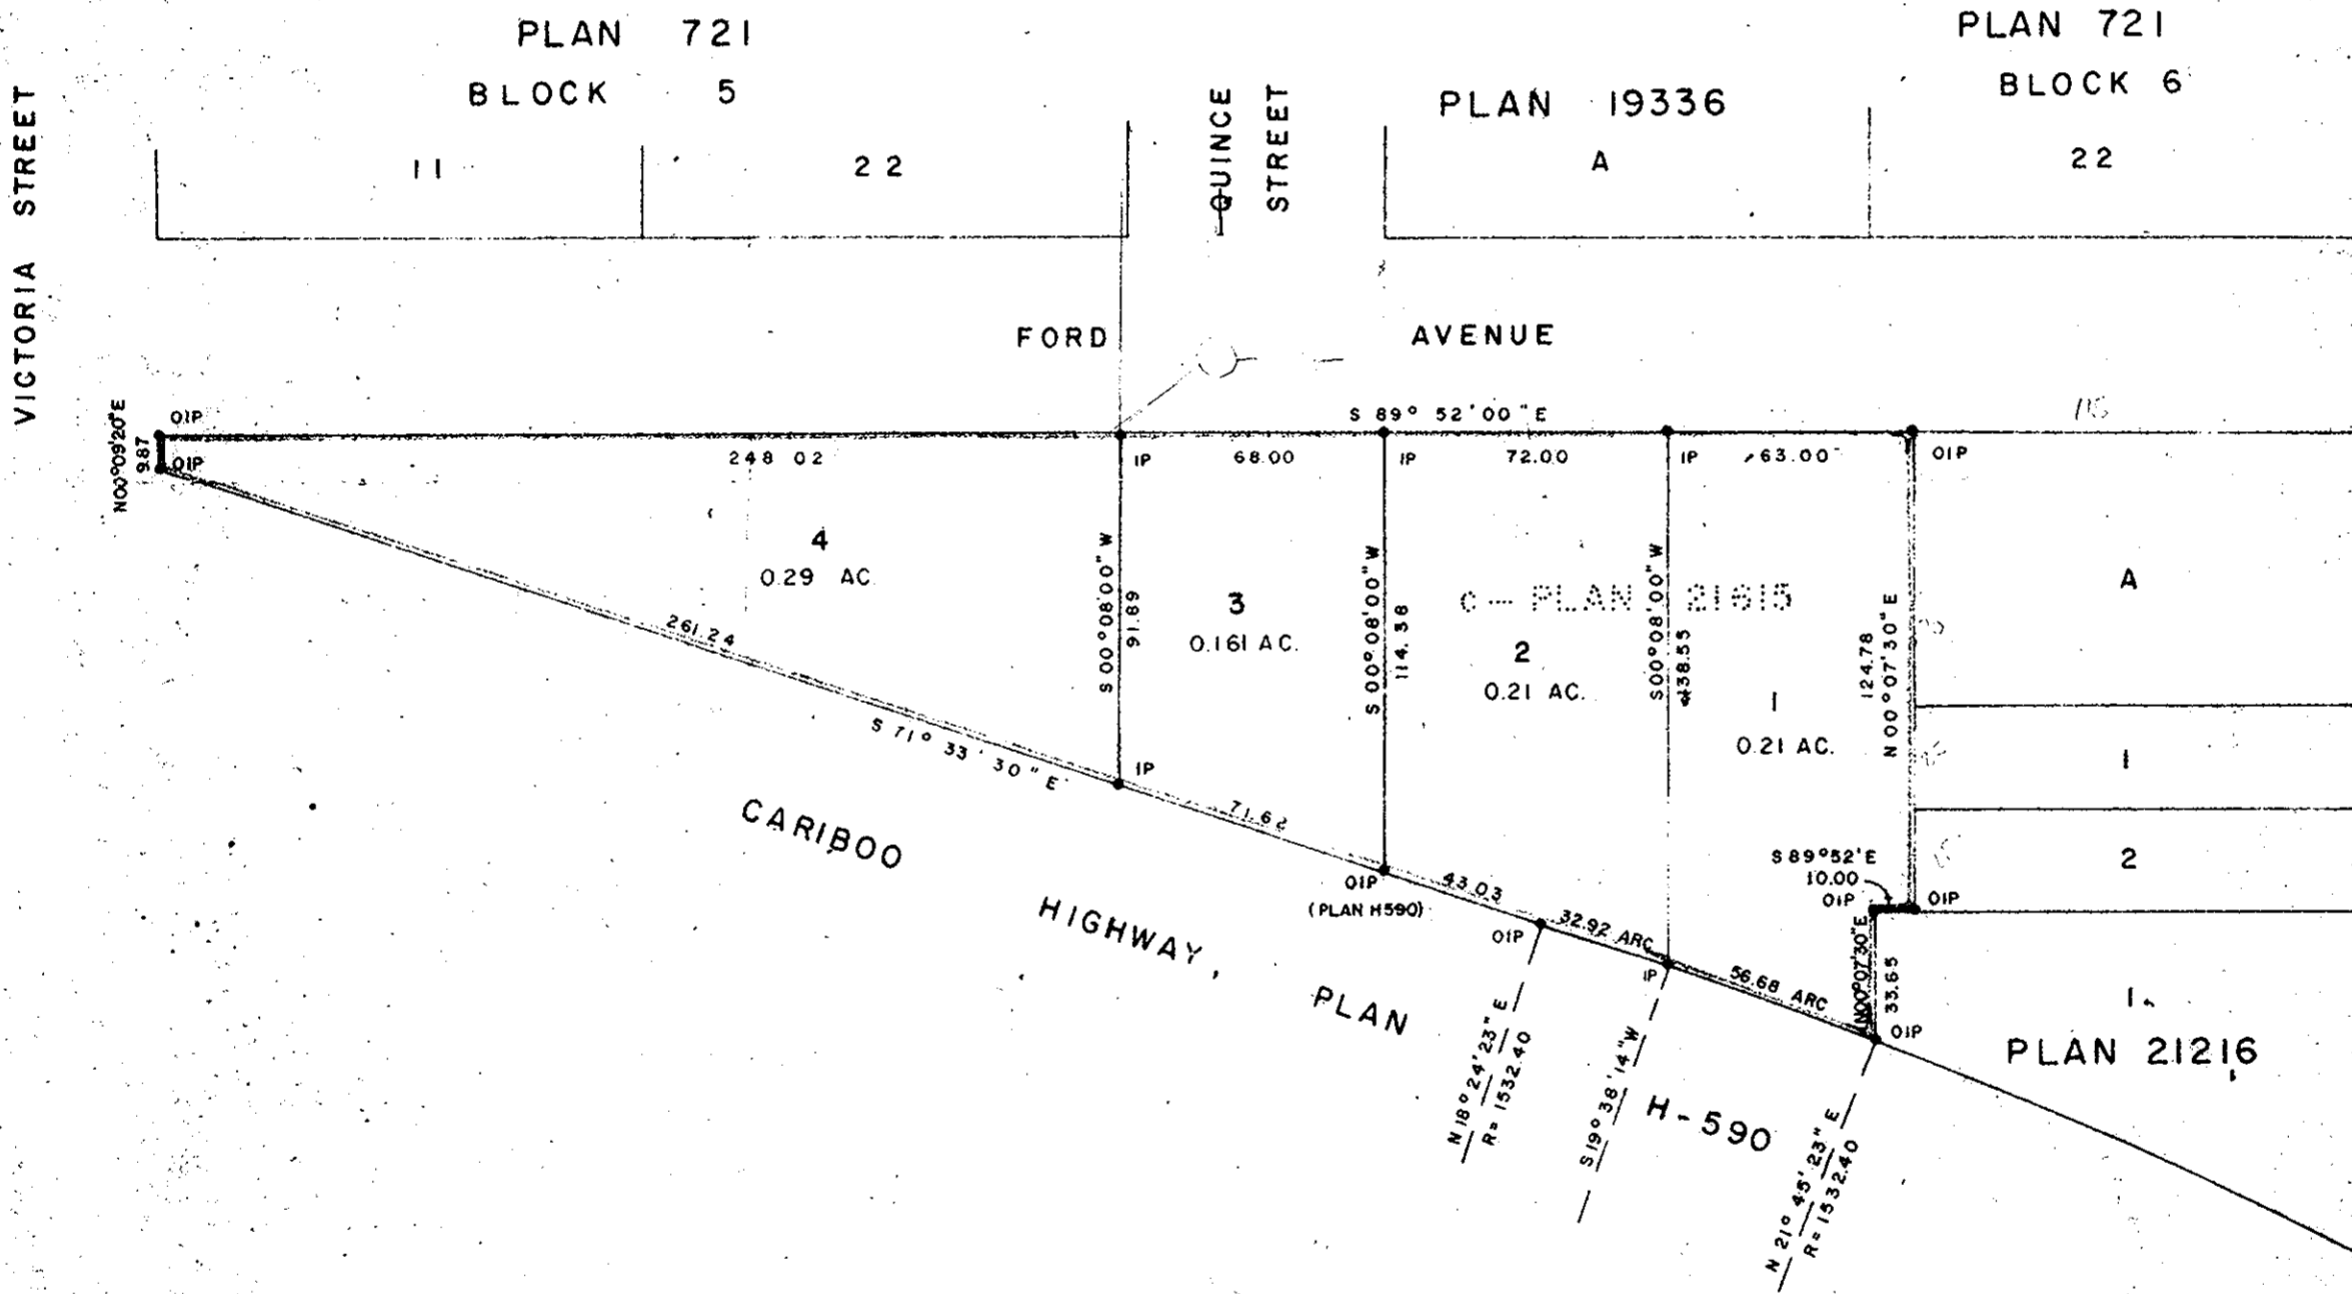 PLAN 721
BLOCK 5
PLAN 19336
PLAN 721
BLOCK 6
VICTORIA STREET
11
22
QUINCE
STREET
A
22
FORD AVENUE
S 89° 52' 00" E
N00°09'20"E
9.87
OIP
OIP
248 02
IP
68.00
IP
72.00
IP
63.00
OIP
4
0.29 AC.
S 00°08'00" W
91.89
3
0.161 AC.
S 00°08'00" W
114.38
C - PLAN 21615
2
0.21 AC.
S00°08'00" W
138.55
1
0.21 AC.
124.78
N 00°07'30" E
A
1
2
261.24
S 71° 33' 30" E
IP
71.62
OIP
(PLAN H590)
43.03
OIP
32.92 ARC
IP
56.68 ARC
S 89°52'E
10.00
OIP
OIP
N00°07'30"E
33.65
OIP
1
PLAN 21216
CARIBOO HIGHWAY, PLAN H-590
N 18° 24' 23" E
R= 1532.40
S 19° 38' 14" W
N 21° 45' 23" E
R= 1532.40